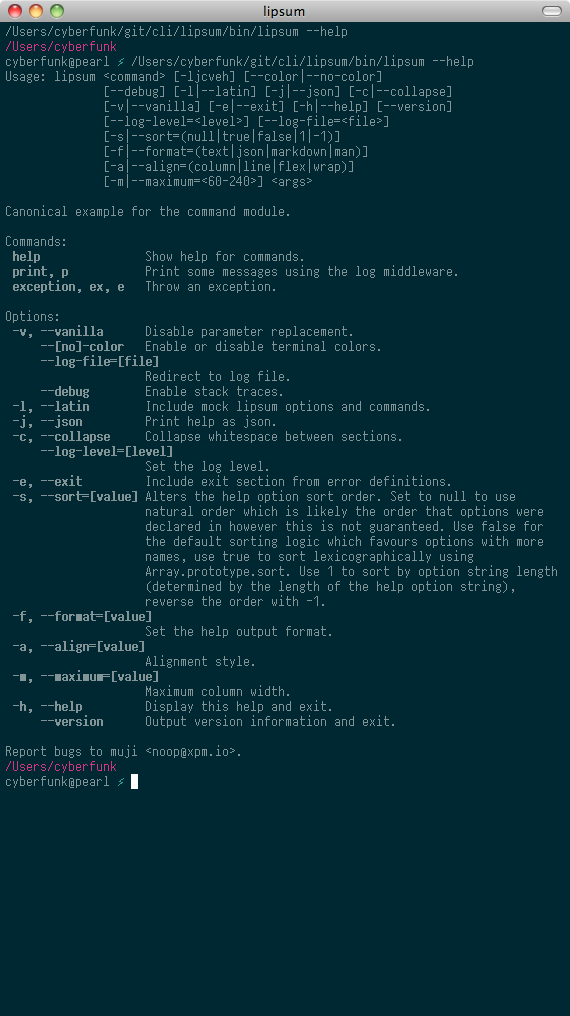 lipsum
/Users/cyberfunk/git/cli/lipsum/bin/lipsum --help
/Users/cyberfunk
cyberfunk@pearl ⚡ /Users/cyberfunk/git/cli/lipsum/bin/lipsum --help
Usage: lipsum <command> [-ljcveh] [--color|--no-color]
[--debug] [-l|--latin] [-j|--json] [-c|--collapse]
[-v|--vanilla] [-e|--exit] [-h|--help] [--version]
[--log-level=<level>] [--log-file=<file>]
[-s|--sort=(null|true|false|1|-1)]
[-f|--format=(text|json|markdown|man)]
[-a|--align=(column|line|flex|wrap)]
[-m|--maximum=<60-240>] <args>
Canonical example for the command module.
Commands:
help Show help for commands.
print, p Print some messages using the log middleware.
exception, ex, e Throw an exception.
Options:
-v, --vanilla Disable parameter replacement.
--[no]-color Enable or disable terminal colors.
--log-file=[file]
Redirect to log file.
--debug Enable stack traces.
-l, --latin Include mock lipsum options and commands.
-j, --json Print help as json.
-c, --collapse Collapse whitespace between sections.
--log-level=[level]
Set the log level.
-e, --exit Include exit section from error definitions.
-s, --sort=[value] Alters the help option sort order. Set to null to use
natural order which is likely the order that options were
declared in however this is not guaranteed. Use false for
the default sorting logic which favours options with more
names, use true to sort lexicographically using
Array.prototype.sort. Use 1 to sort by option string length
(determined by the length of the help option string),
reverse the order with -1.
-f, --format=[value]
Set the help output format.
-a, --align=[value]
Alignment style.
-m, --maximum=[value]
Maximum column width.
-h, --help Display this help and exit.
--version Output version information and exit.
Report bugs to muji <noop@xpm.io>.
/Users/cyberfunk
cyberfunk@pearl ⚡